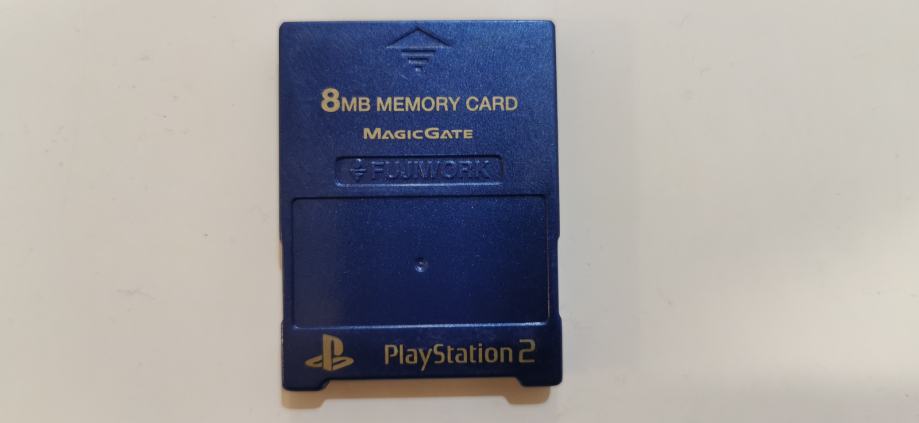 8MB MEMORY CARD
MAGICGATE
FUJIWORK
PlayStation 2